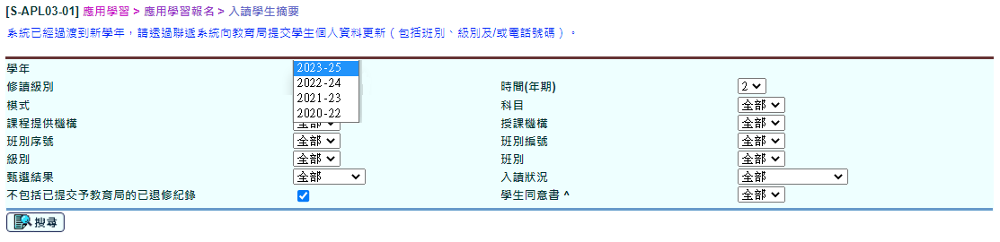 [S-APL03-01] 應用學習 > 應用學習報名 > 入讀學生摘要
系統已經過渡到新學年，請透過聯遞系統向教育局提交學生個人資料更新（包括班別、級別及/或電話號碼）。
學年 2023-25
2022-24
2021-23
2020-22
修讀級別 時間(年期) 2
模式 科目 全部
課程提供機構 全部 授課機構 全部
班別序號 全部 班別編號 全部
級別 全部 班別 全部
甄選結果 全部 入讀狀況 全部
不包括已提交予教育局的已退修紀錄 學生同意書 ^ 全部
搜尋